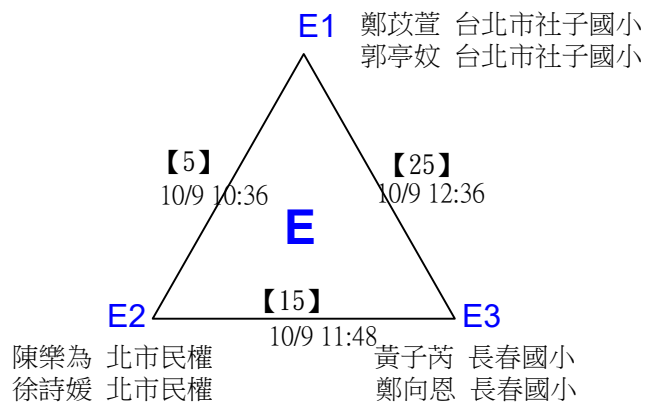 E1 鄭苡萱 台北市社子國小
郭亭妏 台北市社子國小
【5】
10/9 10:36
【25】
10/9 12:36
E
【15】
10/9 11:48
E2
E3
陳樂為 北市民權
徐詩媛 北市民權
黃子芮 長春國小
鄭向恩 長春國小